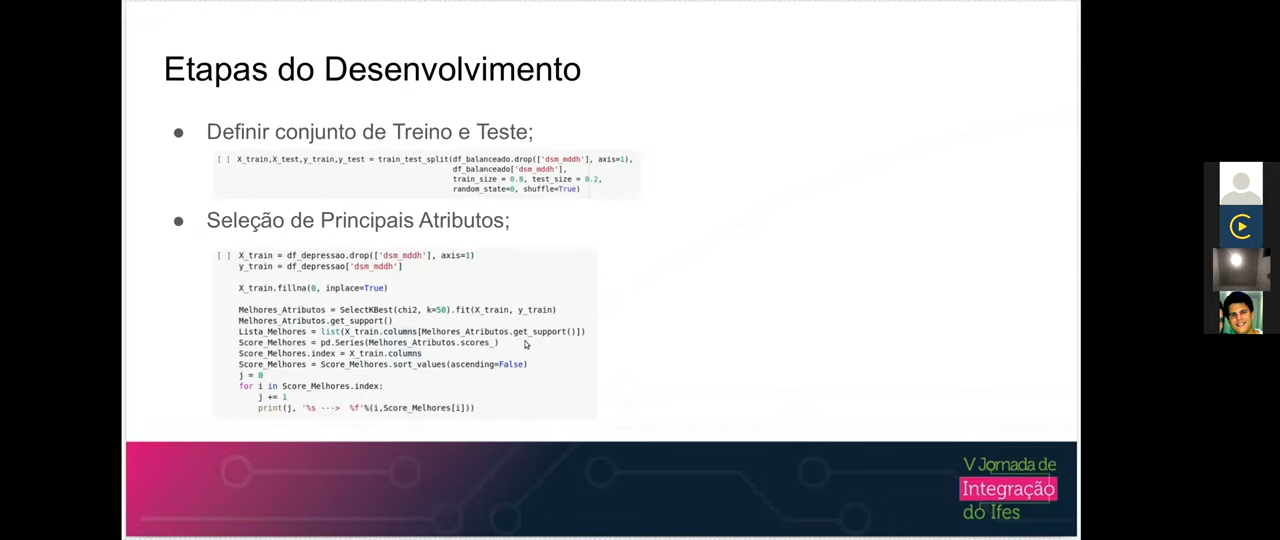 Etapas do Desenvolvimento
● Definir conjunto de Treino e Teste;
[ ] X_train,X_test,y_train,y_test = train_test_split(df_balanceado.drop(['dsm_mddh'], axis=1),
df_balanceado['dsm_mddh'],
train_size = 0.8, test_size = 0.2,
random_state=0, shuffle=True)
● Seleção de Principais Atributos;
[ ] X_train = df_depressao.drop(['dsm_mddh'], axis=1)
y_train = df_depressao['dsm_mddh']
X_train.fillna(0, inplace=True)
Melhores_Atributos = SelectKBest(chi2, k=50).fit(X_train, y_train)
Melhores_Atributos.get_support()
Lista_Melhores = list(X_train.columns[Melhores_Atributos.get_support()])
Score_Melhores = pd.Series(Melhores_Atributos.scores_)
Score_Melhores.index = X_train.columns
Score_Melhores = Score_Melhores.sort_values(ascending=False)
j = 0
for i in Score_Melhores.index:
j += 1
print(j, '%s ---> %f'%(i,Score_Melhores[i]))
V Jornada de
Integração
do Ifes